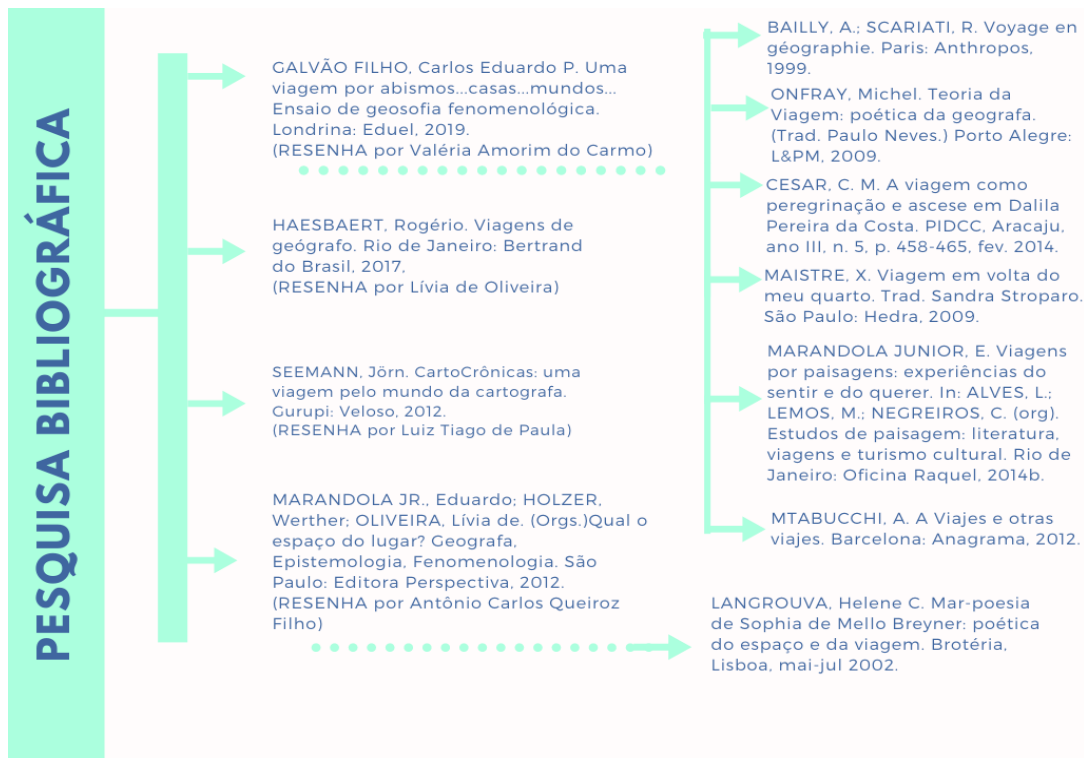 PESQUISA BIBLIOGRÁFICA
GALVÃO FILHO, Carlos Eduardo P. Uma
viagem por abismos...casas...mundos...
Ensaio de geosofia fenomenológica.
Londrina: Eduel, 2019.
(RESENHA por Valéria Amorim do Carmo)
HAESBAERT, Rogério. Viagens de
geógrafo. Rio de Janeiro: Bertrand
do Brasil, 2017,
(RESENHA por Lívia de Oliveira)
SEEMANN, Jörn. CartoCrônicas: uma
viagem pelo mundo da cartografa.
Gurupi: Veloso, 2012.
(RESENHA por Luiz Tiago de Paula)
MARANDOLA JR., Eduardo; HOLZER,
Werther; OLIVEIRA, Lívia de. (Orgs.)Qual o
espaço do lugar? Geografa,
Epistemologia, Fenomenologia. São
Paulo: Editora Perspectiva, 2012.
(RESENHA por Antônio Carlos Queiroz
Filho)
BAILLY, A.; SCARIATI, R. Voyage en
géographie. Paris: Anthropos,
1999.
ONFRAY, Michel. Teoria da
Viagem: poética da geografa.
(Trad. Paulo Neves.) Porto Alegre:
L&PM, 2009.
CESAR, C. M. A viagem como
peregrinação e ascese em Dalila
Pereira da Costa. PIDCC, Aracaju,
ano III, n. 5, p. 458-465, fev. 2014.
MAISTRE, X. Viagem em volta do
meu quarto. Trad. Sandra Stroparo.
São Paulo: Hedra, 2009.
MARANDOLA JUNIOR, E. Viagens
por paisagens: experiências do
sentir e do querer. In: ALVES, L.;
LEMOS, M.; NEGREIROS, C. (org).
Estudos de paisagem: literatura,
viagens e turismo cultural. Rio de
Janeiro: Oficina Raquel, 2014b.
MTABUCCHI, A. A Viajes e otras
viajes. Barcelona: Anagrama, 2012.
LANGROUVA, Helene C. Mar-poesia
de Sophia de Mello Breyner: poética
do espaço e da viagem. Brotéria,
Lisboa, mai-jul 2002.